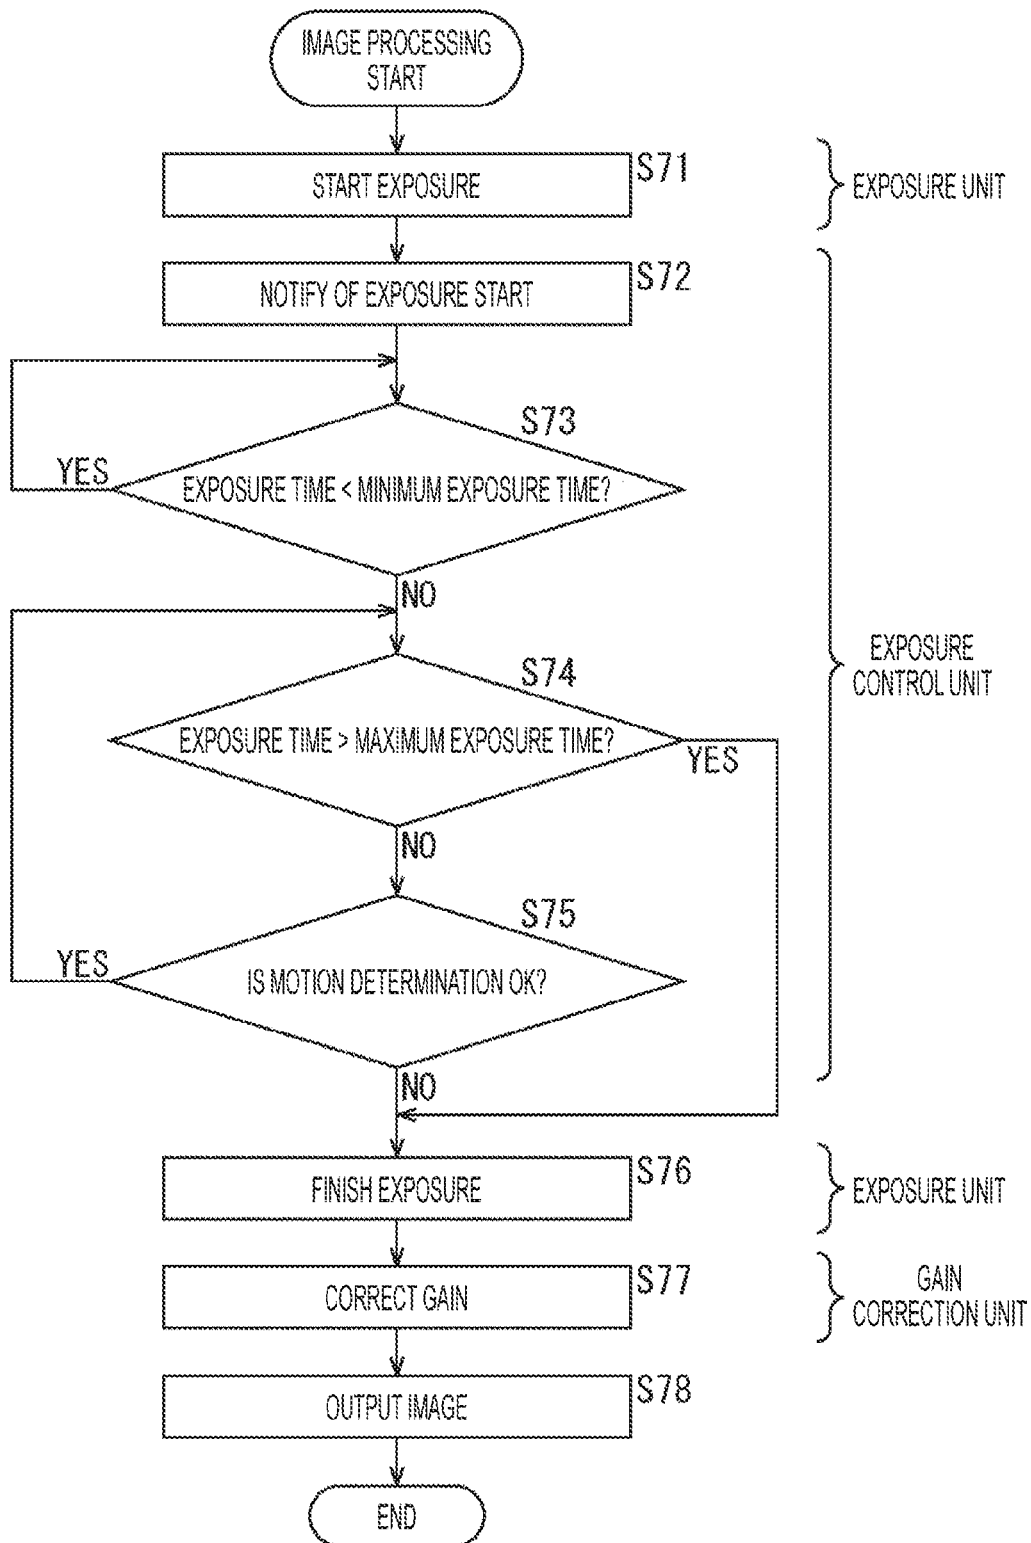 IMAGE PROCESSING
START
START EXPOSURE
S71
EXPOSURE UNIT
NOTIFY OF EXPOSURE START
S72
S73
YES
EXPOSURE TIME < MINIMUM EXPOSURE TIME?
NO
EXPOSURE
CONTROL UNIT
S74
EXPOSURE TIME > MAXIMUM EXPOSURE TIME?
YES
NO
S75
YES
IS MOTION DETERMINATION OK?
NO
FINISH EXPOSURE
S76
EXPOSURE UNIT
CORRECT GAIN
S77
GAIN
CORRECTION UNIT
OUTPUT IMAGE
S78
END